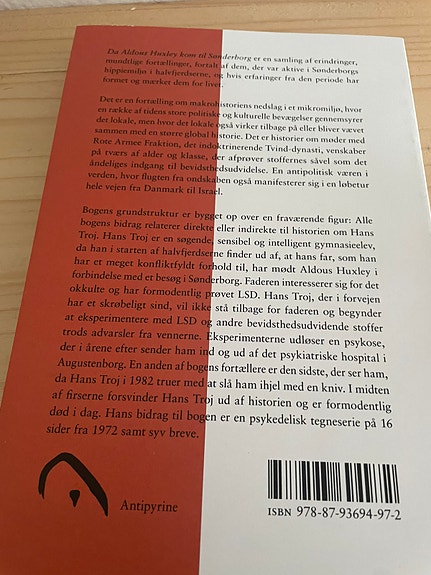 Da Aldous Huxley kom til Sønderborg er en samling af erindringer,
mundtlige fortællinger, fortalt af dem, der var aktive i Sønderborgs
hippiemiljø i halvfjerdserne, og hvis erfaringer fra den periode har
formet og mærket dem for livet.
Det er en fortælling om makrohistoriens nedslag i et mikromiljø, hvor
en række af tidens store politiske og kulturelle bevægelser gennemsyrer
det lokale, men hvor det lokale også virker tilbage på eller bliver vævet
sammen med en større global historie. Det er historier om møder med
Rote Armee Fraktion, det indoktrinerende Tvind-dynasti, venskaber
på tværs af alder og klasse, der afprøver stoffernes såvel som det
åndeliges indgang til bevidsthedsudvidelse. En antipolitisk væren i
verden, hvor flugten fra ondskaben også manifesterer sig i en løbetur
hele vejen fra Danmark til Israel.
Bogens grundstruktur er bygget op over en fraværende figur: Alle
bogens bidrag relaterer direkte eller indirekte til historien om Hans
Troj. Hans Troj er en søgende, sensibel og intelligent gymnasieelev,
da han i starten af halvfjerdserne finder ud af, at hans far, som han
har et meget konfliktfyldt forhold til, har mødt Aldous Huxley i
forbindelse med et besøg i Sønderborg. Faderen interesserer sig for det
okkulte og har formodentlig prøvet LSD. Hans Troj, der i forvejen
har et skrøbeligt sind, vil ikke stå tilbage for faderen og begynder
at eksperimentere med LSD og andre bevidsthedsudvidende stoffer
trods advarsler fra vennerne. Eksperimenterne udløser en psykose,
der i årene efter sender ham ind og ud af det psykiatriske hospital i
Augustenborg. En anden af bogens fortællere er den sidste, der ser ham,
da Hans Troj i 1982 truer med at slå ham ihjel med en kniv. I midten
af firserne forsvinder Hans Troj ud af historien og er formodentlig
død i dag. Hans bidrag til bogen er en psykedelisk tegneserie på 16
sider fra 1972 samt syv breve.
Antipyrine
ISBN 978-87-93694-97-2